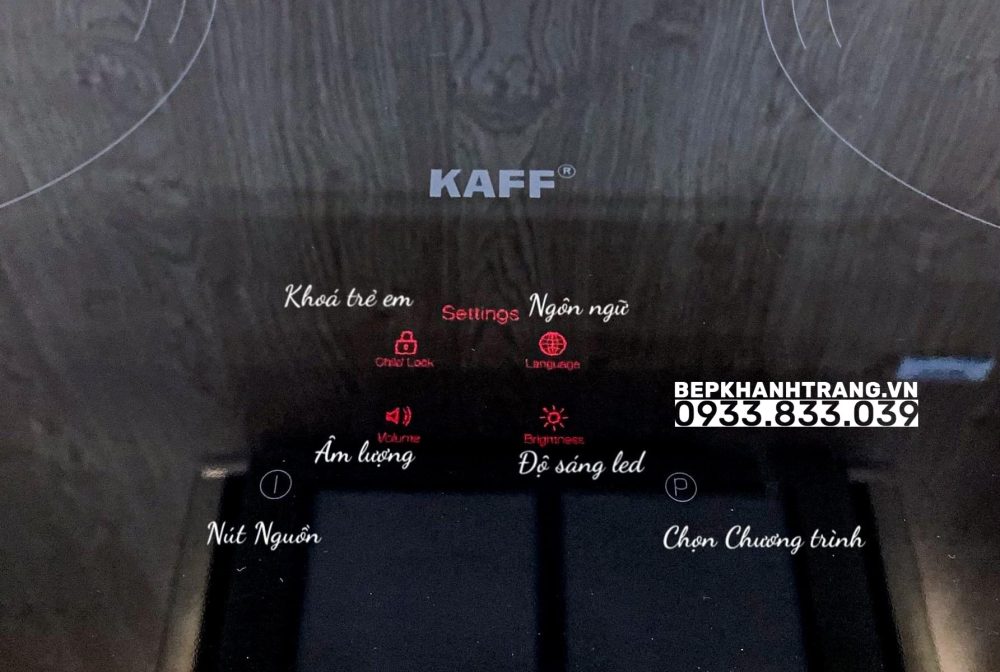 KAFF®
Khoá trẻ em
Settings
Ngôn ngữ
Child Lock
Language
BEPKHANHTRANG.VN
0933.833.039
Volume
Brightness
Âm lượng
Độ sáng led
I
P
Nút Nguồn
Chọn Chương trình